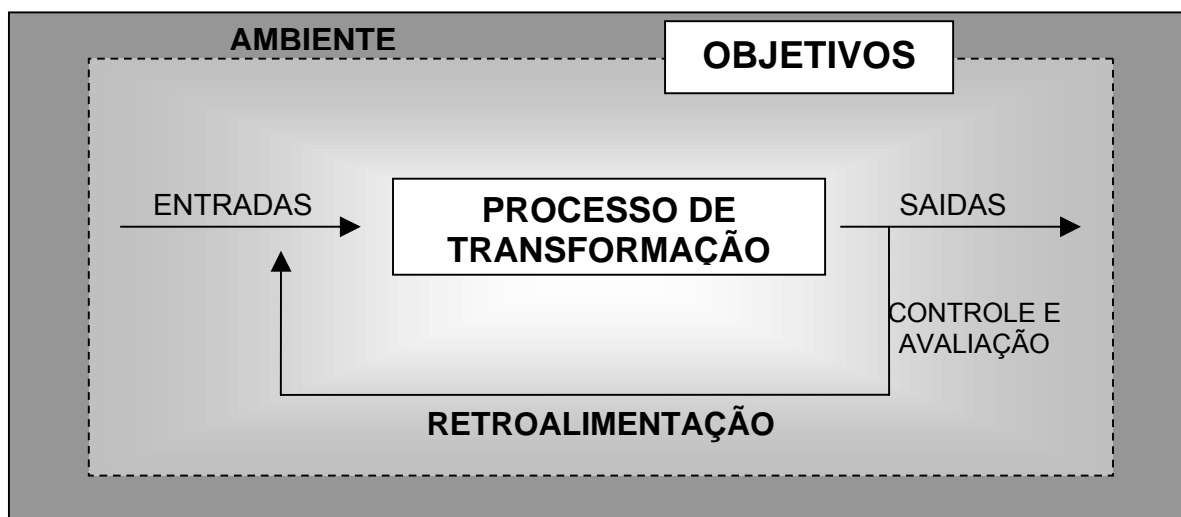 AMBIENTE
OBJETIVOS
ENTRADAS
PROCESSO DE
TRANSFORMAÇÃO
SAIDAS
CONTROLE E
AVALIAÇÃO
RETROALIMENTAÇÃO